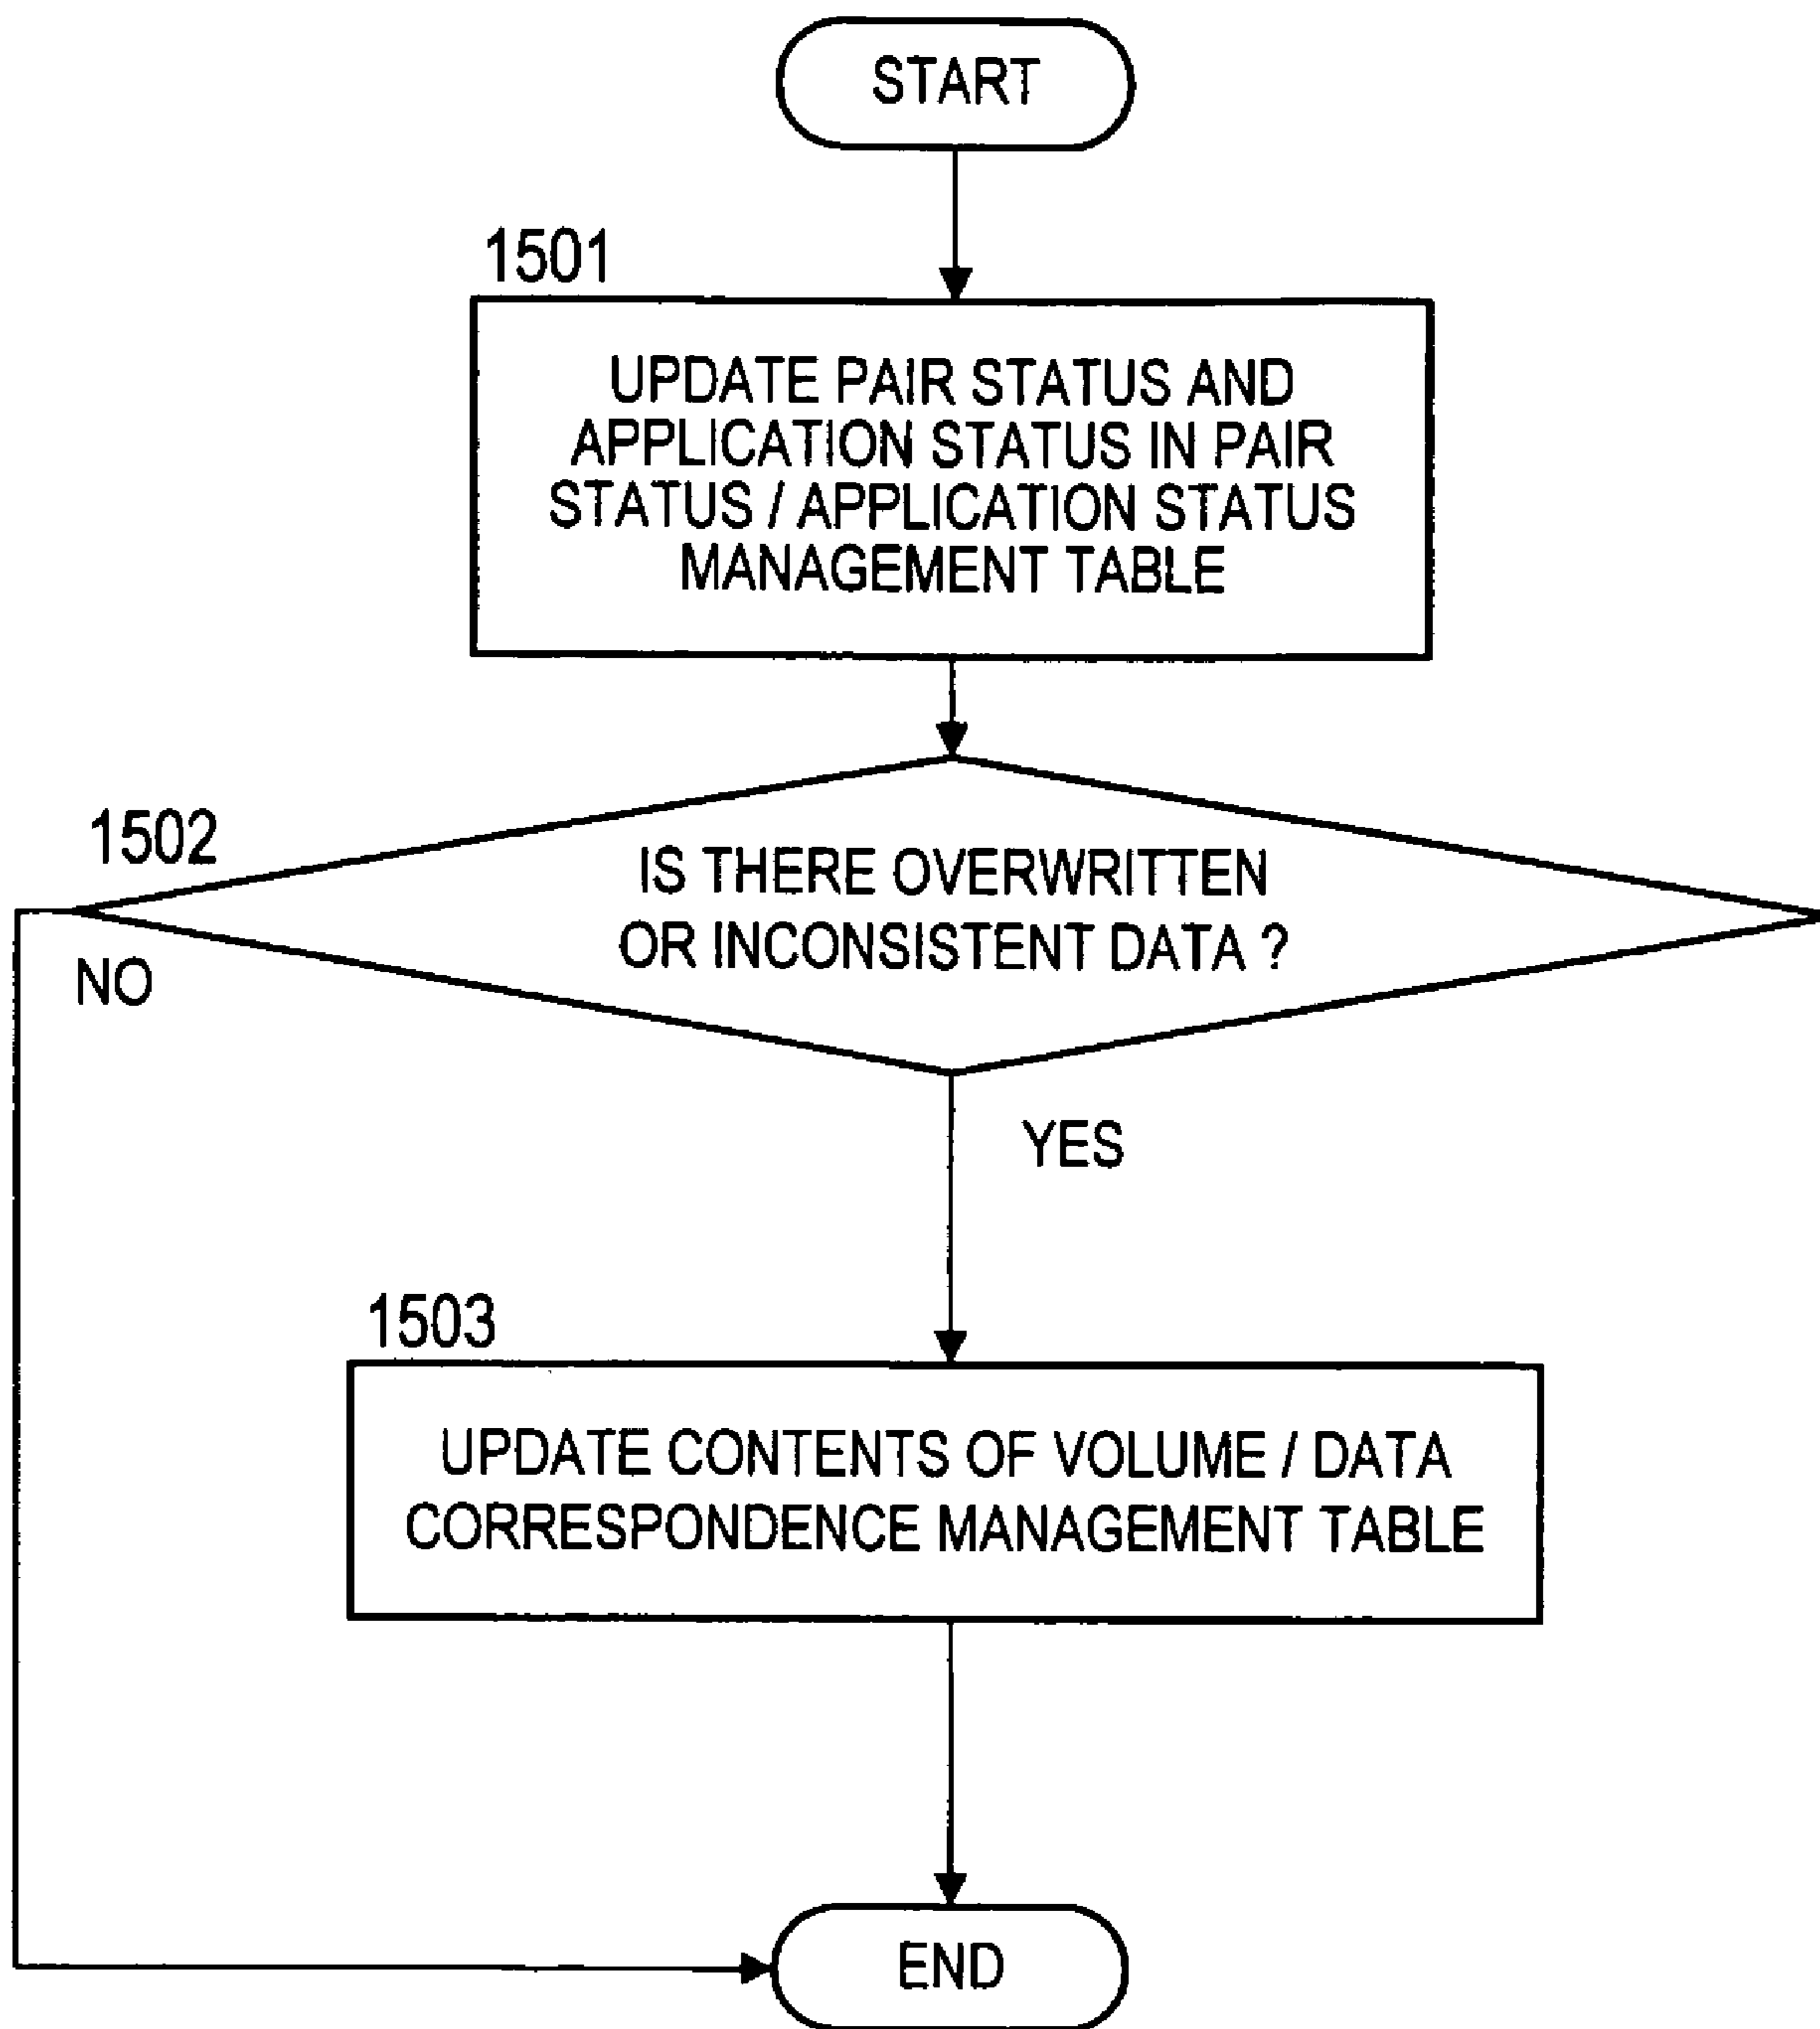 START
1501
UPDATE PAIR STATUS AND
APPLICATION STATUS IN PAIR
STATUS / APPLICATION STATUS
MANAGEMENT TABLE
1502
IS THERE OVERWRITTEN
OR INCONSISTENT DATA ?
NO
YES
1503
UPDATE CONTENTS OF VOLUME / DATA
CORRESPONDENCE MANAGEMENT TABLE
END